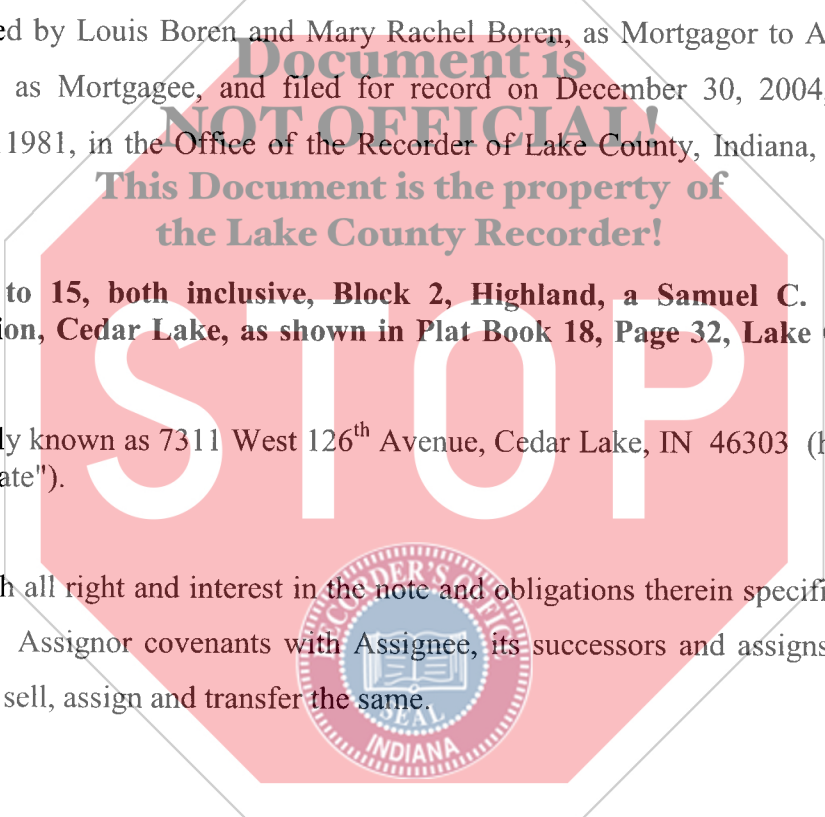 ed by Louis Boren and Mary Rachel Boren, as Mortgagor to A
Document is
as Mortgagee, and filed for record on December 30, 2004,
NOT OFFICIAL!
1981, in the Office of the Recorder of Lake County, Indiana,
This Document is the property of
the Lake County Recorder!
to 15, both inclusive, Block 2, Highland, a Samuel C.
ion, Cedar Lake, as shown in Plat Book 18, Page 32, Lake
STOP
ly known as 7311 West 126th Avenue, Cedar Lake, IN 46303 (h
ate").
RECORDER'S OFFICE
h all right and interest in the note and obligations therein specifi
Assignor covenants with Assignee, its successors and assigns
sell, assign and transfer the same.
SEAL
INDIANA